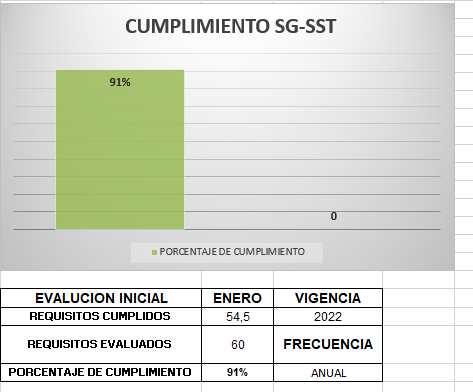 CUMPLIMIENTO SG-SST
91%
0
PORCENTAJE DE CUMPLIMIENTO
EVALUCION INICIAL ENERO VIGENCIA
REQUISITOS CUMPLIDOS 54,5 2022
REQUISITOS EVALUADOS 60 FRECUENCIA
PORCENTAJE DE CUMPLIMIENTO 91% ANUAL